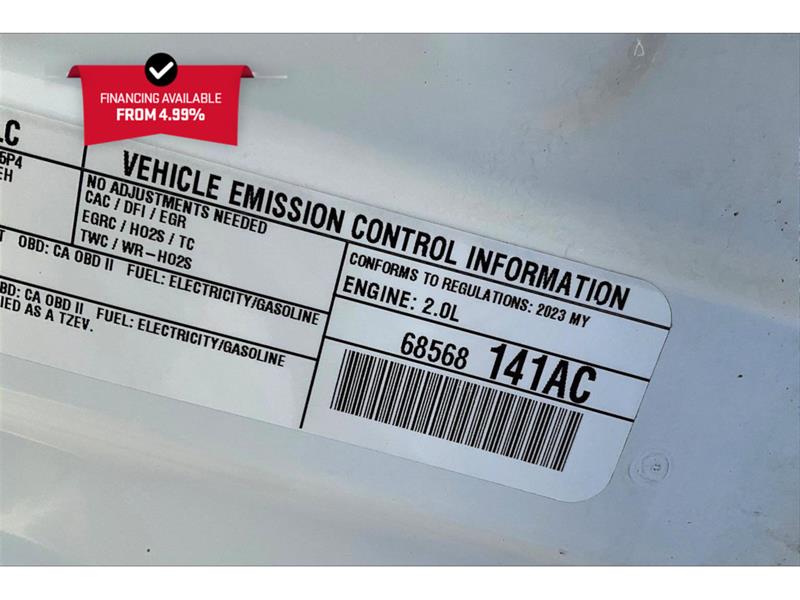 FINANCING AVAILABLE
FROM 4.99%
LC
5P4
EH
VEHICLE EMISSION CONTROL INFORMATION
NO ADJUSTMENTS NEEDED
CAC / DFI / EGR
EGRC / HO2S / TC
TWC / WR-HO2S
CONFORMS TO REGULATIONS: 2023 MY
ENGINE: 2.0L
T OBD: CA OBD II FUEL: ELECTRICITY/GASOLINE
BD: CA OBD II FUEL: ELECTRICITY/GASOLINE
IED AS A TZEV.
68568 141AC